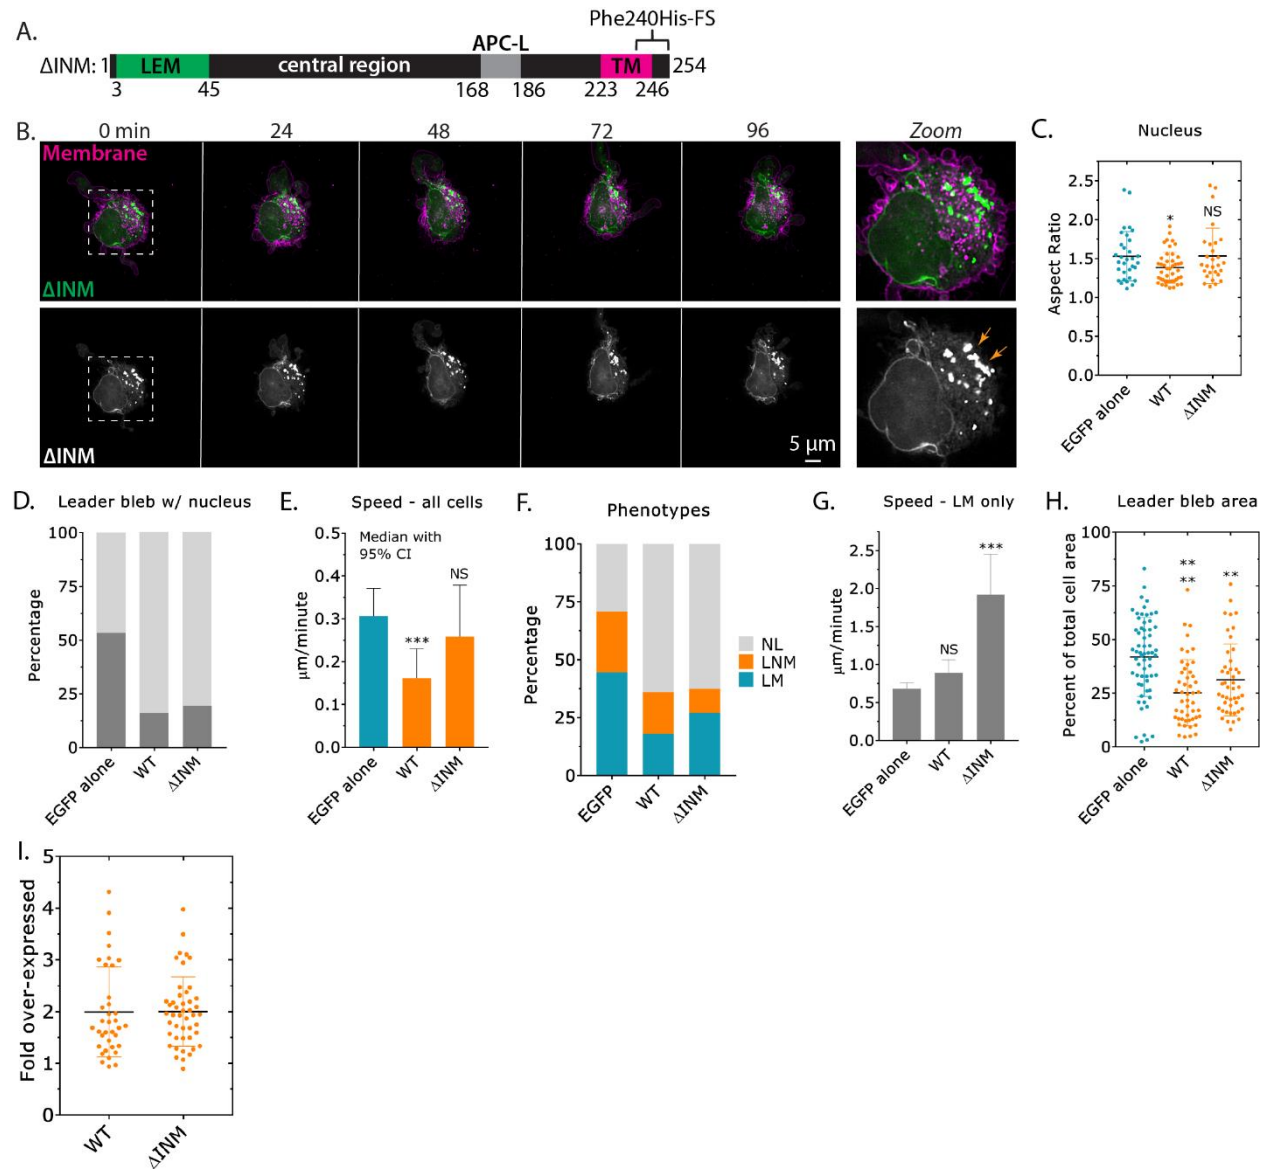 A.
Phe240His-FS
APC-L
ΔINM: 1 LEM central region TM 254
3 45 168 186 223 246
B.
0 min 24 48 72 96 Zoom
Membrane
ΔINM
ΔINM
5 µm
C. Nucleus
Aspect Ratio
2.5
2.0
1.5
1.0
0.5
0.0
* NS
EGFP alone WT ΔINM
D. Leader bleb w/ nucleus
Percentage
100
75
50
25
0
EGFP alone WT ΔINM
E. Speed - all cells
Median with
95% CI
µm/minute
0.5
0.4
0.3
0.2
0.1
0.0
*** NS
EGFP alone WT ΔINM
F. Phenotypes
Percentage
100
75
50
25
0
EGFP WT ΔINM
NL
LNM
LM
G. Speed - LM only
µm/minute
2.5
2.0
1.5
1.0
0.5
0.0
NS ***
EGFP alone WT ΔINM
H. Leader bleb area
Percent of total cell area
100
75
50
25
0
**
** **
EGFP alone WT ΔINM
I.
Fold over-expressed
5
4
3
2
1
0
WT ΔINM